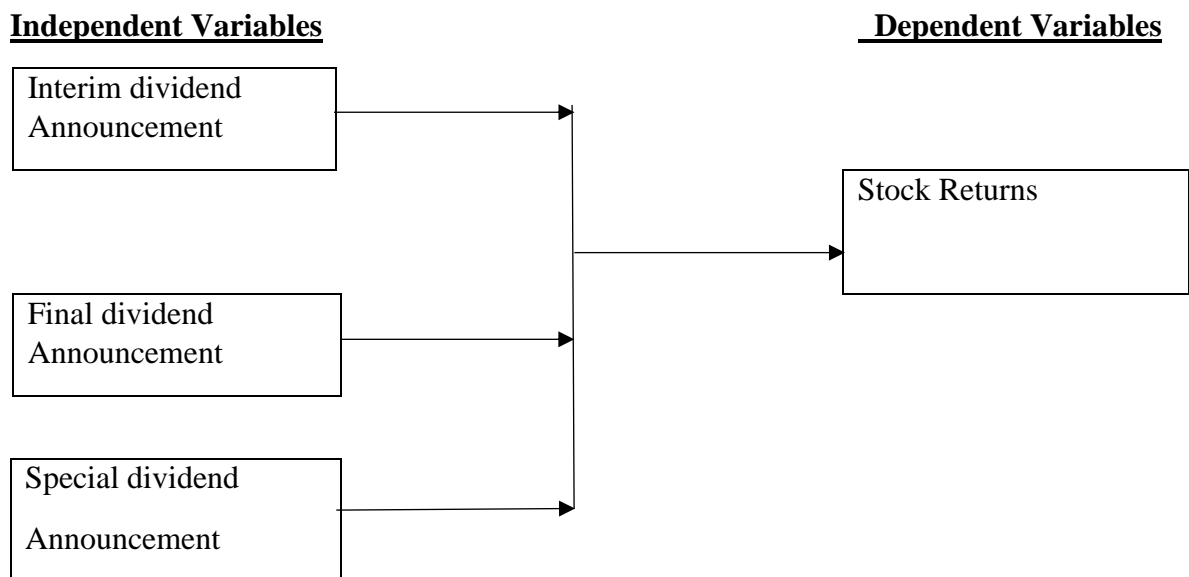 Independent Variables
Dependent Variables
Interim dividend
Announcement
Stock Returns
Final dividend
Announcement
Special dividend
Announcement